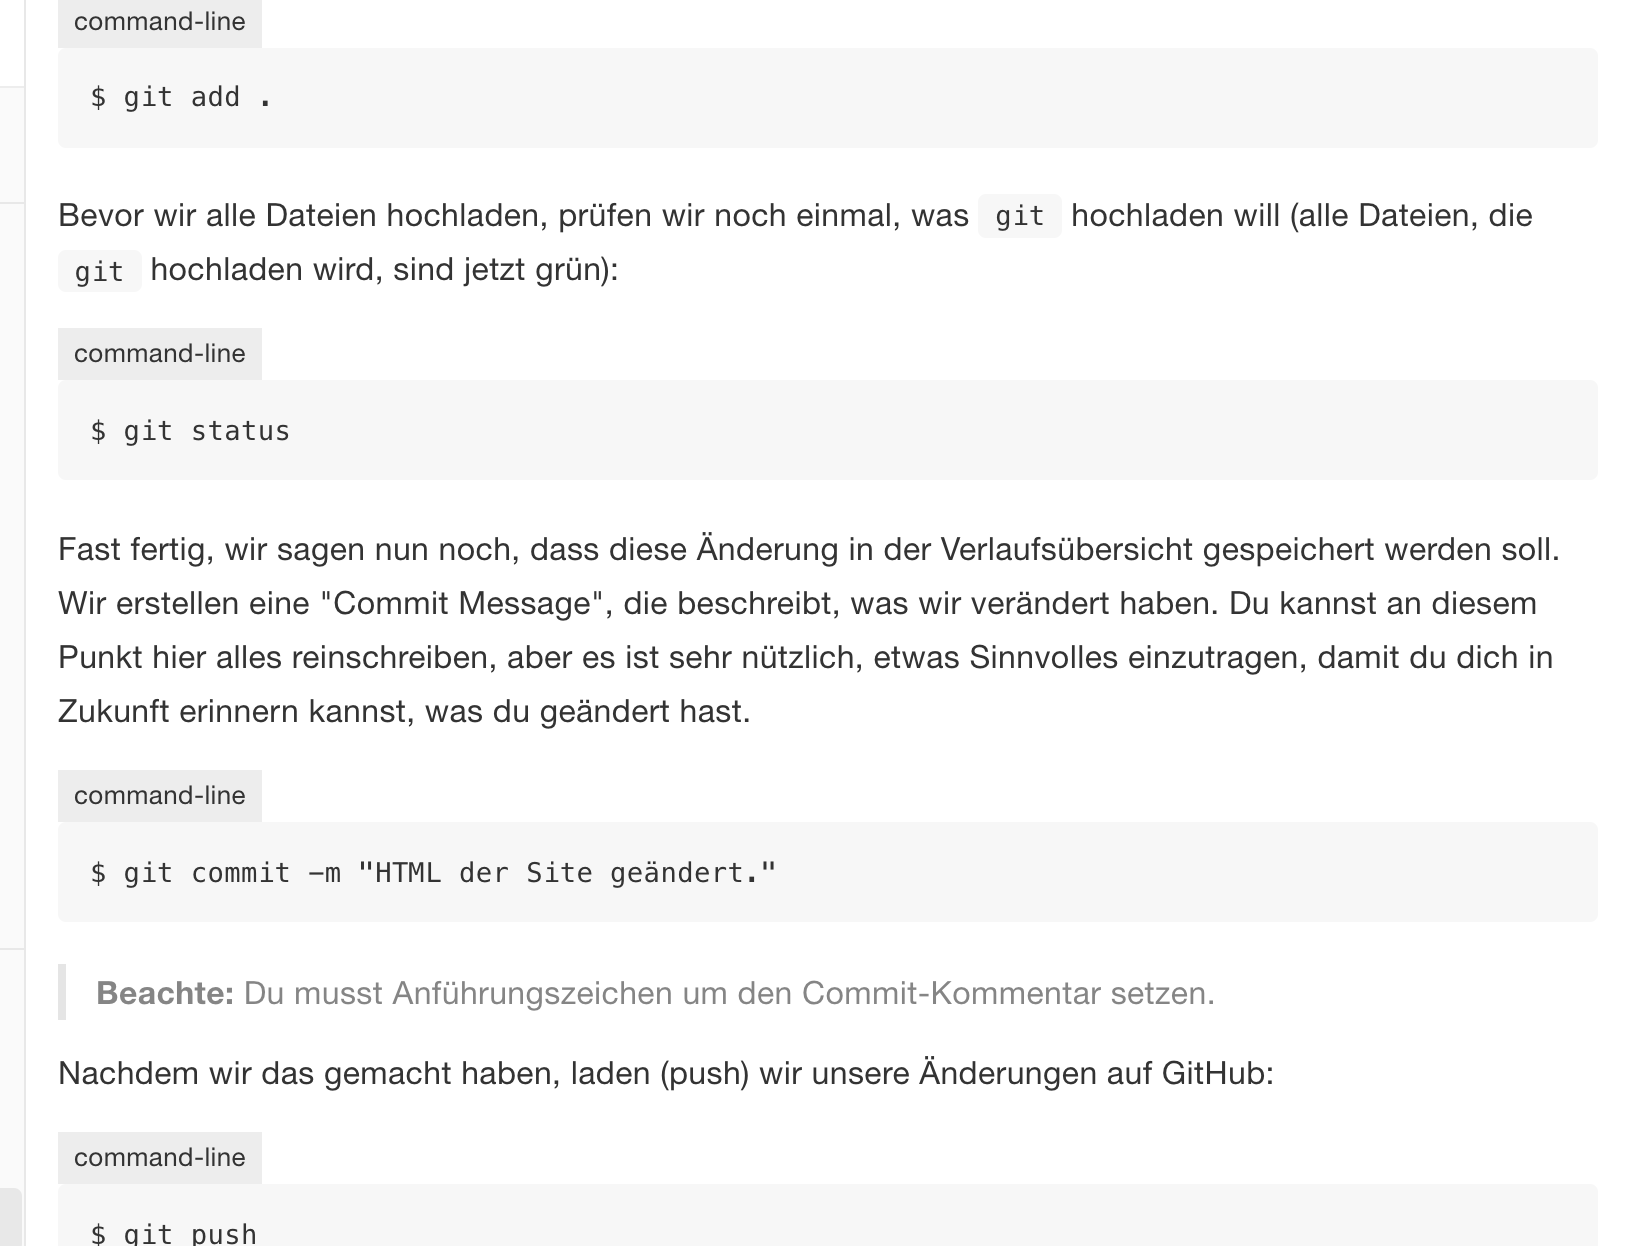 command-line
$ git add .
Bevor wir alle Dateien hochladen, prüfen wir noch einmal, was git hochladen will (alle Dateien, die
git hochladen wird, sind jetzt grün):
command-line
$ git status
Fast fertig, wir sagen nun noch, dass diese Änderung in der Verlaufsübersicht gespeichert werden soll.
Wir erstellen eine "Commit Message", die beschreibt, was wir verändert haben. Du kannst an diesem
Punkt hier alles reinschreiben, aber es ist sehr nützlich, etwas Sinnvolles einzutragen, damit du dich in
Zukunft erinnern kannst, was du geändert hast.
command-line
$ git commit -m "HTML der Site geändert."
Beachte: Du musst Anführungszeichen um den Commit-Kommentar setzen.
Nachdem wir das gemacht haben, laden (push) wir unsere Änderungen auf GitHub:
command-line
$ git push